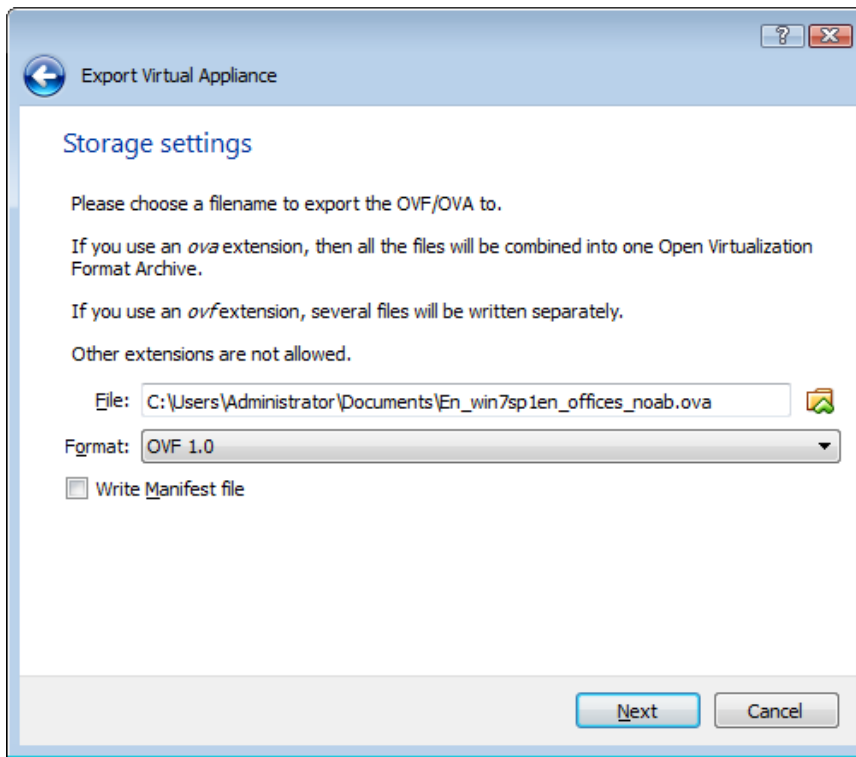 ?
Export Virtual Appliance
Storage settings
Please choose a filename to export the OVF/OVA to.
If you use an ova extension, then all the files will be combined into one Open Virtualization
Format Archive.
If you use an ovf extension, several files will be written separately.
Other extensions are not allowed.
File: C:\Users\Administrator\Documents\En_win7sp1en_offices_noab.ova
Format: OVF 1.0
Write Manifest file
Next Cancel